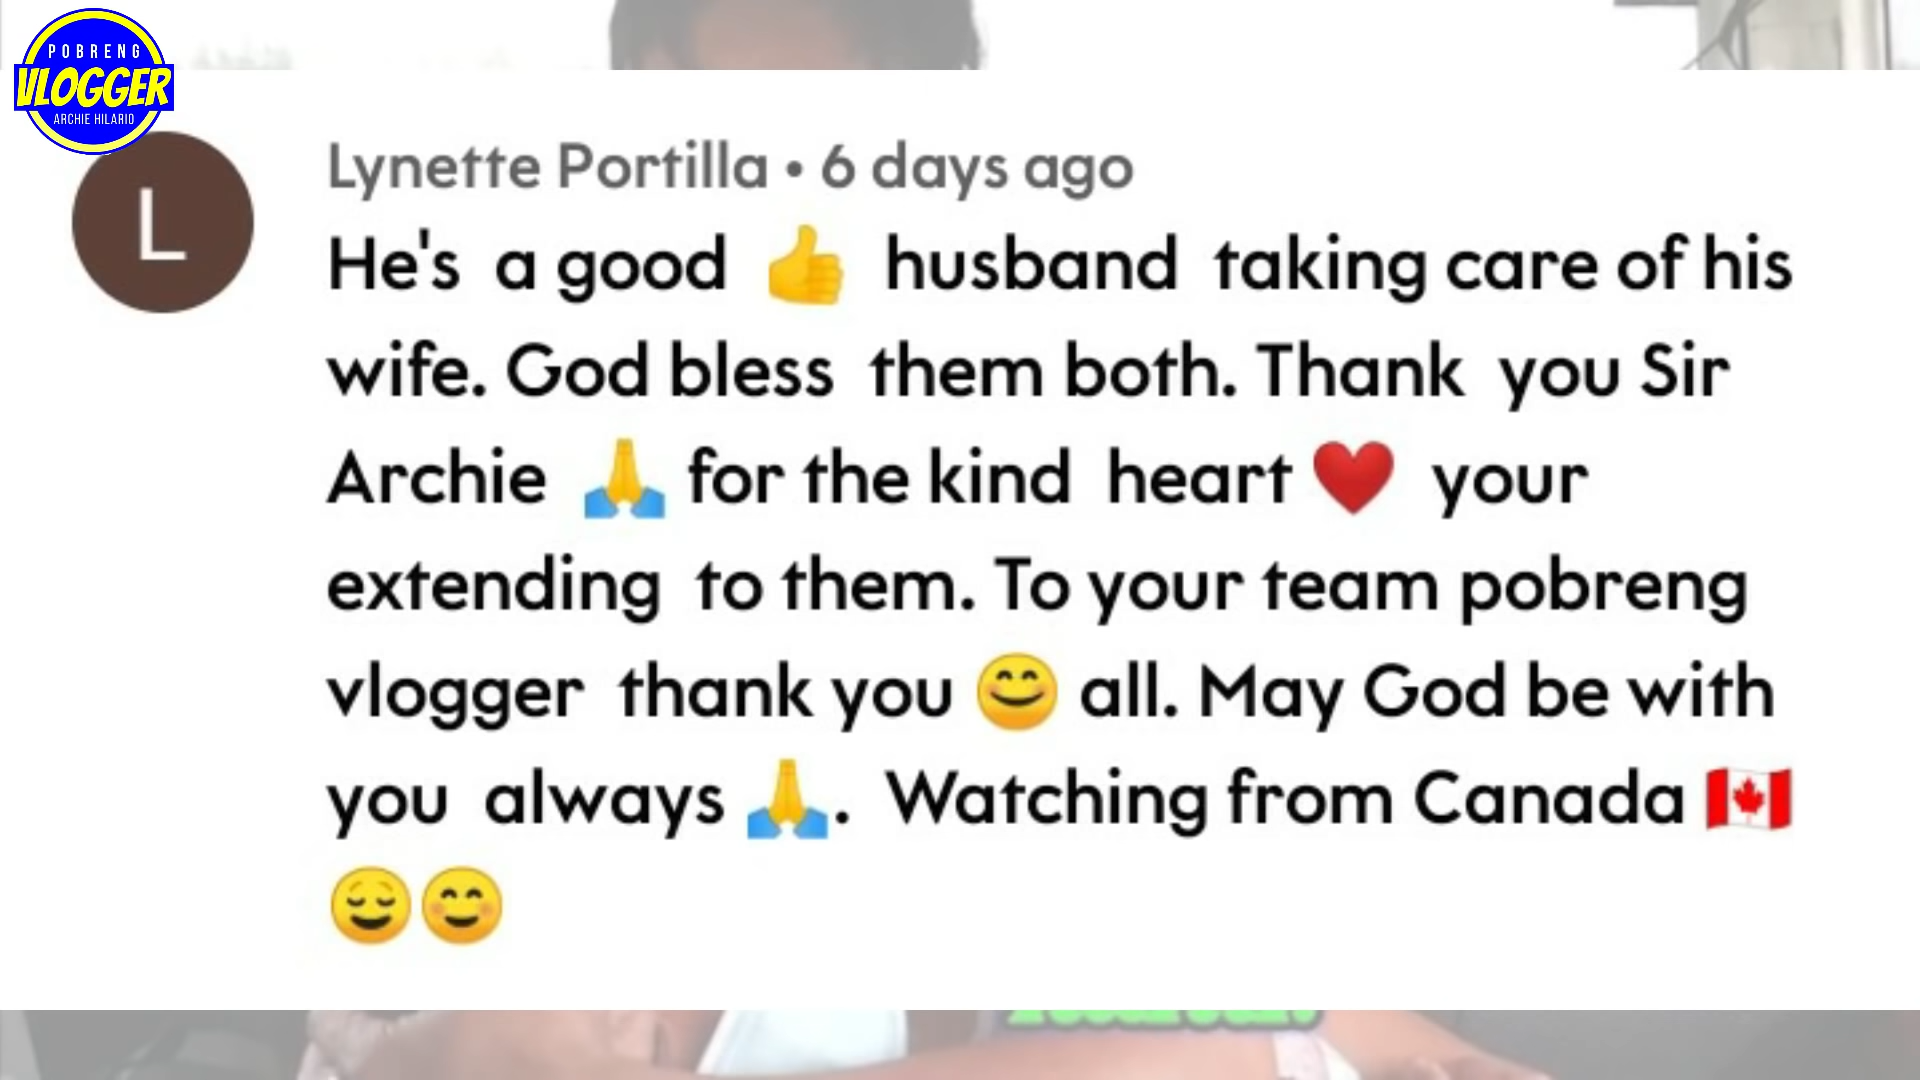 POBRENG
VLOGGER
ARCHIE HILARIO
L
Lynette Portilla • 6 days ago
He's a good 👍 husband taking care of his
wife. God bless them both. Thank you Sir
Archie 🙏 for the kind heart ❤️ your
extending to them. To your team pobreng
vlogger thank you 😊 all. May God be with
you always 🙏. Watching from Canada 🇨🇦
😌😊